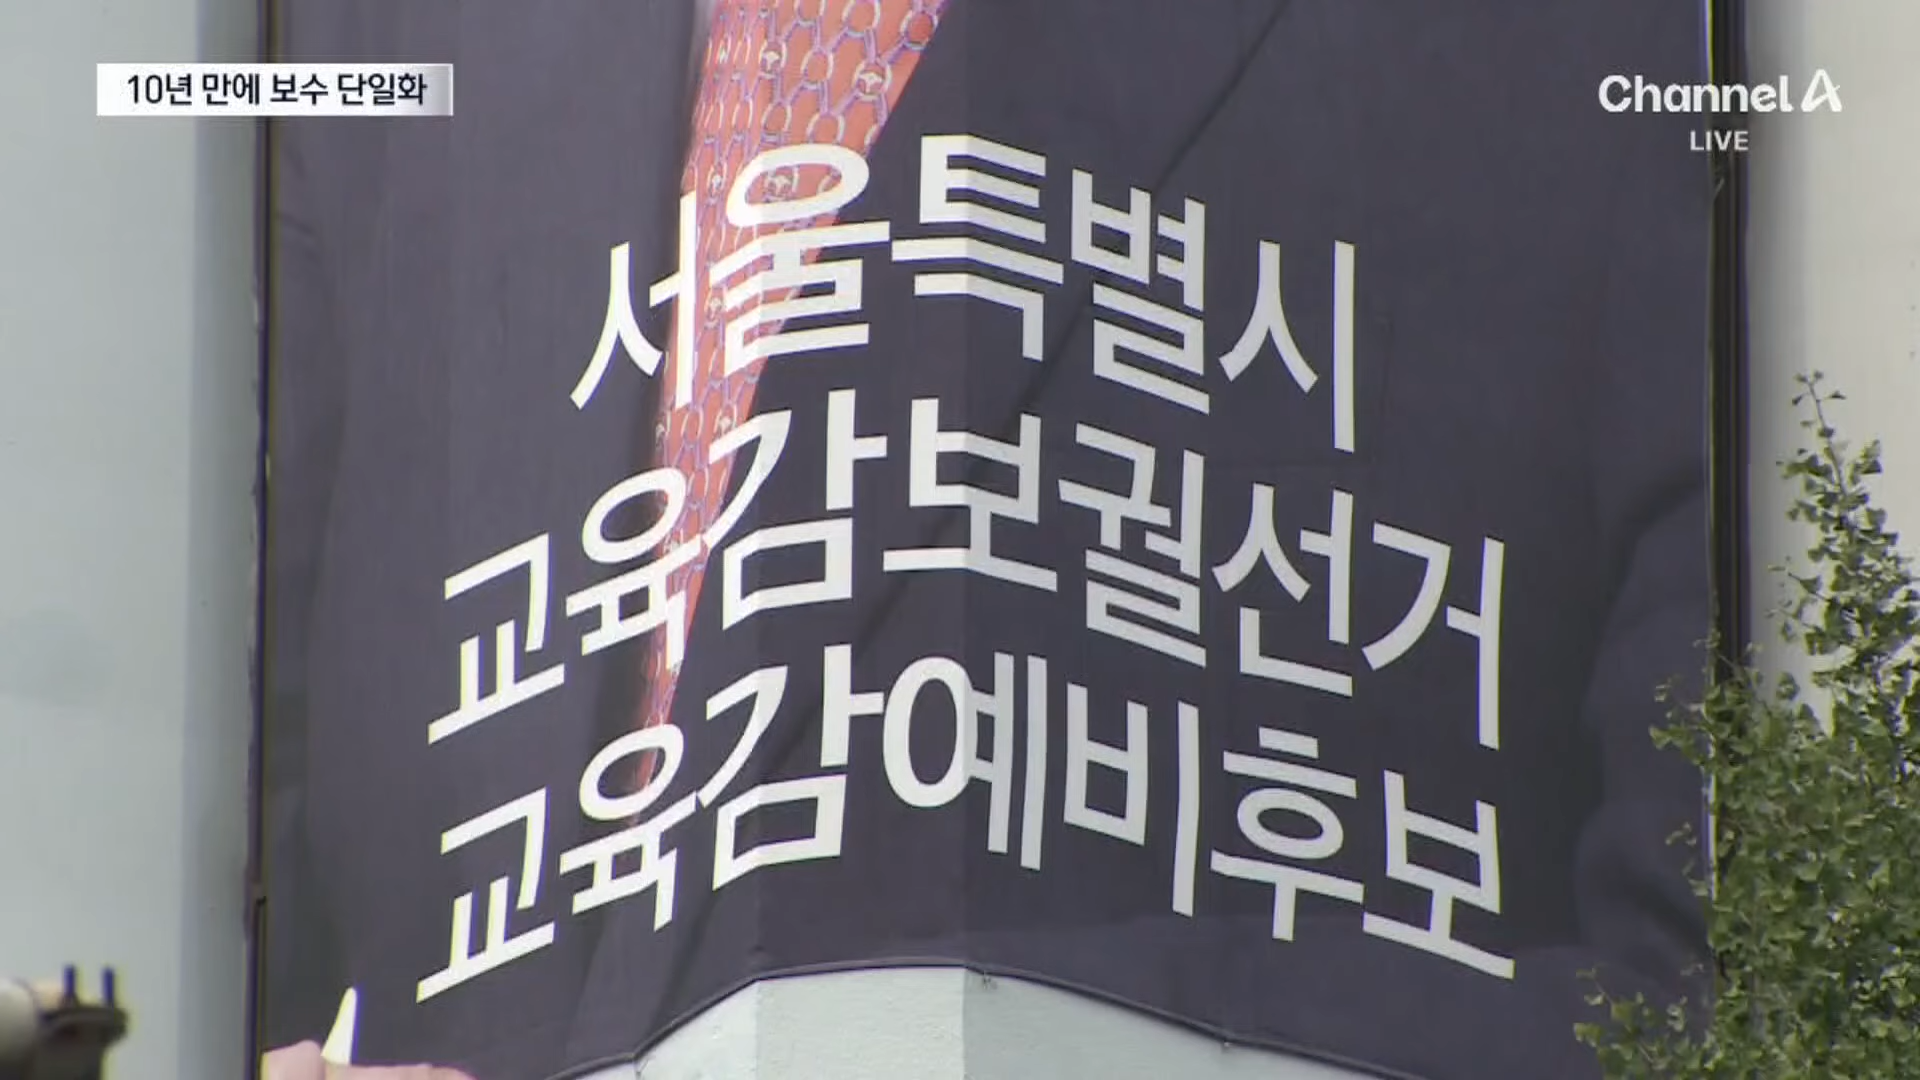 10년 만에 보수 단일화
Channel A
LIVE
서울특별시
교육감보궐선거
교육감예비후보